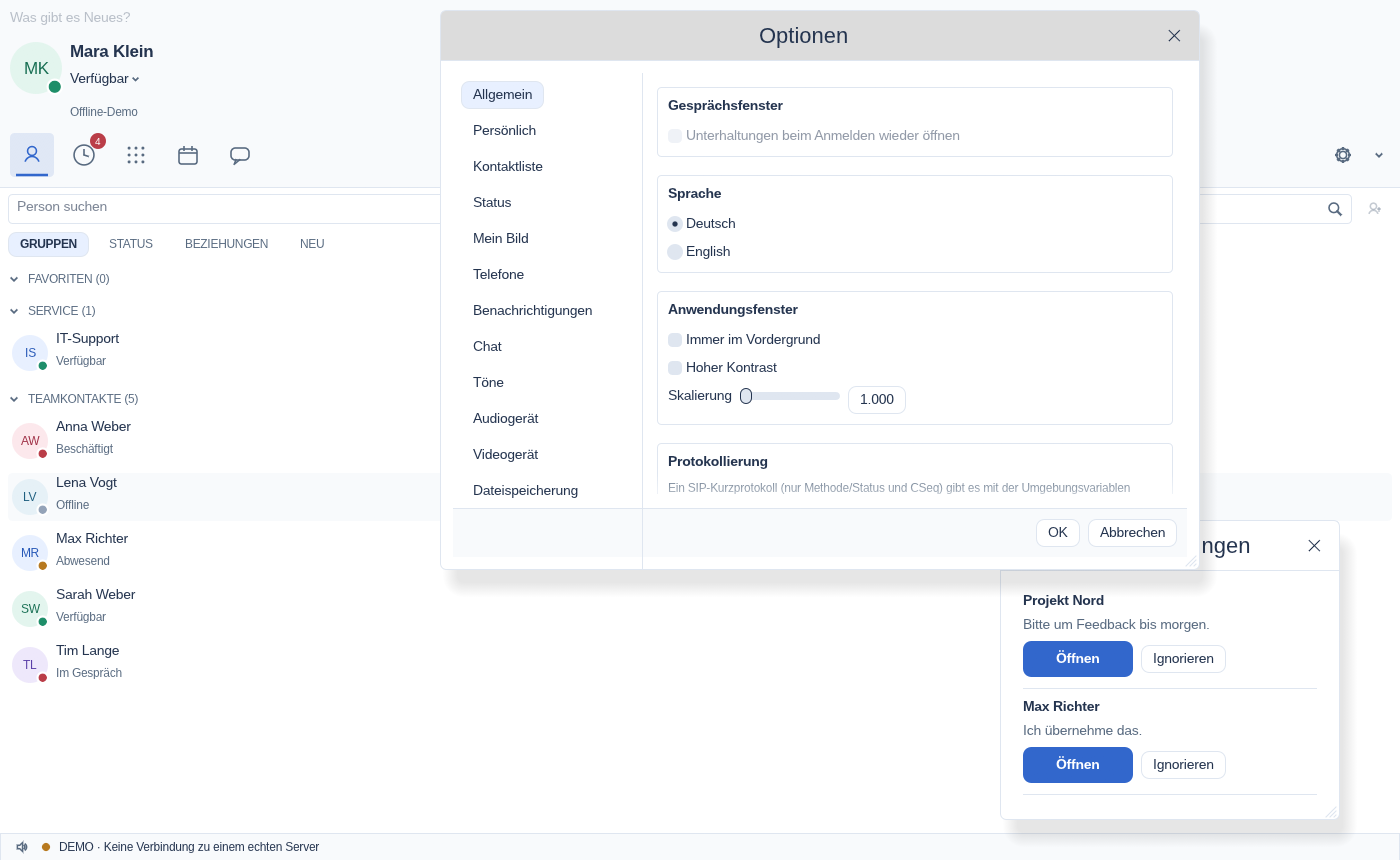 Was gibt es Neues?
MK
Mara Klein
Verfügbar
Offline-Demo
4
Person suchen
GRUPPEN STATUS BEZIEHUNGEN NEU
FAVORITEN (0)
SERVICE (1)
IS
IT-Support
Verfügbar
TEAMKONTAKTE (5)
AW
Anna Weber
Beschäftigt
LV
Lena Vogt
Offline
MR
Max Richter
Abwesend
SW
Sarah Weber
Verfügbar
TL
Tim Lange
Im Gespräch
Optionen
Allgemein
Persönlich
Kontaktliste
Status
Mein Bild
Telefone
Benachrichtigungen
Chat
Töne
Audiogerät
Videogerät
Dateispeicherung
Gesprächsfenster
Unterhaltungen beim Anmelden wieder öffnen
Sprache
Deutsch
English
Anwendungsfenster
Immer im Vordergrund
Hoher Kontrast
Skalierung 1.000
Protokollierung
Ein SIP-Kurzprotokoll (nur Methode/Status und CSeq) gibt es mit der Umgebungsvariablen
OK Abbrechen
ngen
Projekt Nord
Bitte um Feedback bis morgen.
Öffnen Ignorieren
Max Richter
Ich übernehme das.
Öffnen Ignorieren
DEMO · Keine Verbindung zu einem echten Server